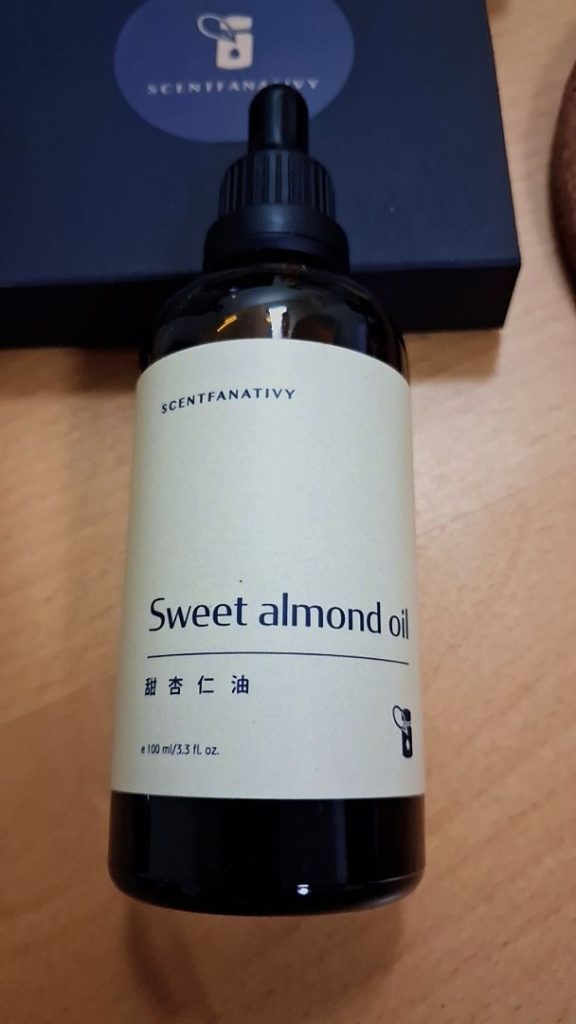 SCENTFANATIVY
SCENTFANATIVY
Sweet almond oil
甜杏仁油
e 100 ml/3.3 fl. oz.